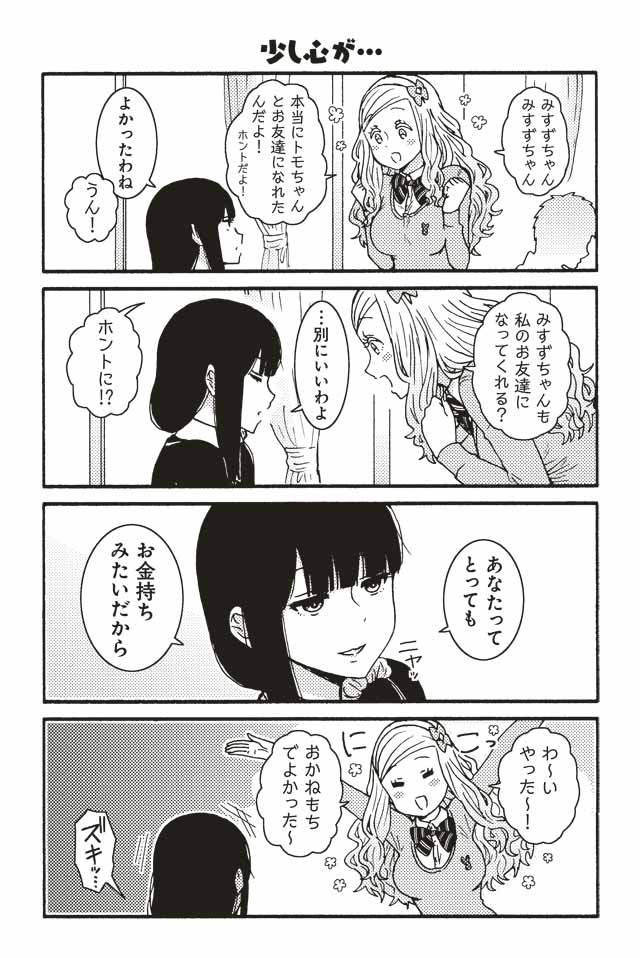 少し心が…
みすずちゃん
みすずちゃん
本当にトモちゃん
とお友達になれた
んだよ！
ホントだよ！
よかったわね
うん！
みすずちゃんも
私のお友達に
なってくれる？
…別にいいわよ
ホントに!?
あなたって
とっても
ニヤッ
お金持ち
みたいだから
わ〜い
やった〜！
にこっ
おかねもち
でよかった〜
ズキッ…